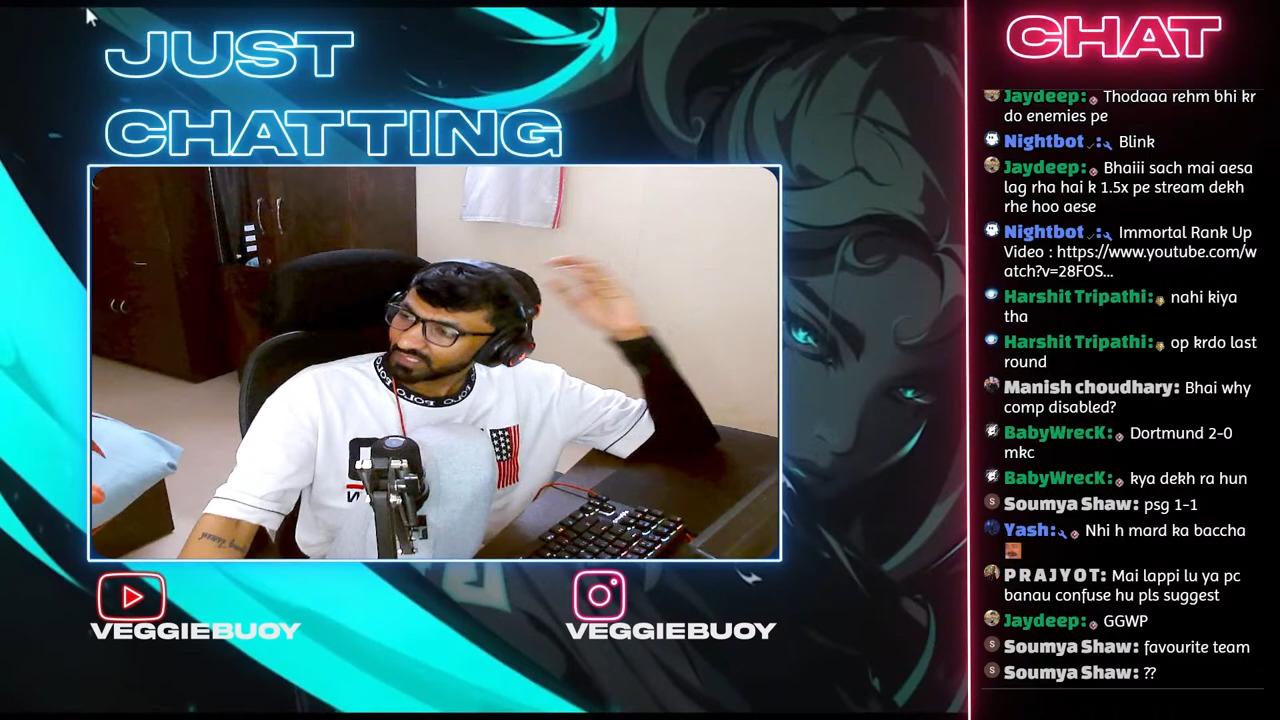 JUST
CHATTING
POLO POLO
VEGGIEBUOY
VEGGIEBUOY
CHAT
Jaydeep: Thodaaa rehm bhi kr
do enemies pe
Nightbot : Blink
Jaydeep: Bhaiii sach mai aesa
lag rha hai k 1.5x pe stream dekh
rhe hoo aese
Nightbot : Immortal Rank Up
Video : https://www.youtube.com/w
atch?v=28FOS...
Harshit Tripathi: nahi kiya
tha
Harshit Tripathi: op krdo last
round
Manish choudhary: Bhai why
comp disabled?
BabyWrecK: Dortmund 2-0
mkc
BabyWrecK: kya dekh ra hun
S Soumya Shaw: psg 1-1
Yash: Nhi h mard ka baccha
P R A J Y O T: Mai lappi lu ya pc
banau confuse hu pls suggest
Jaydeep: GGWP
S Soumya Shaw: favourite team
S Soumya Shaw: ??